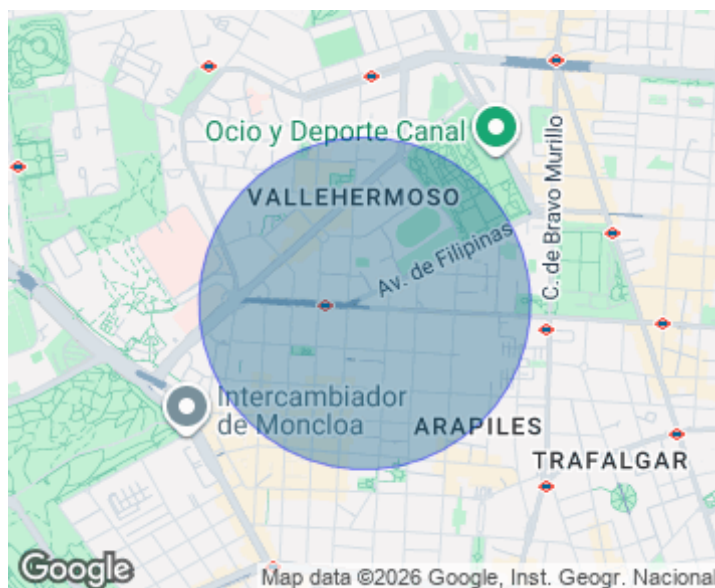 Ocio y Deporte Canal
VALLEHERMOSO
C. de Bravo Murillo
Av. de Filipinas
Intercambiador
de Moncloa
ARAPILES
TRAFALGAR
Google
Map data ©2026 Google, Inst. Geogr. Nacional